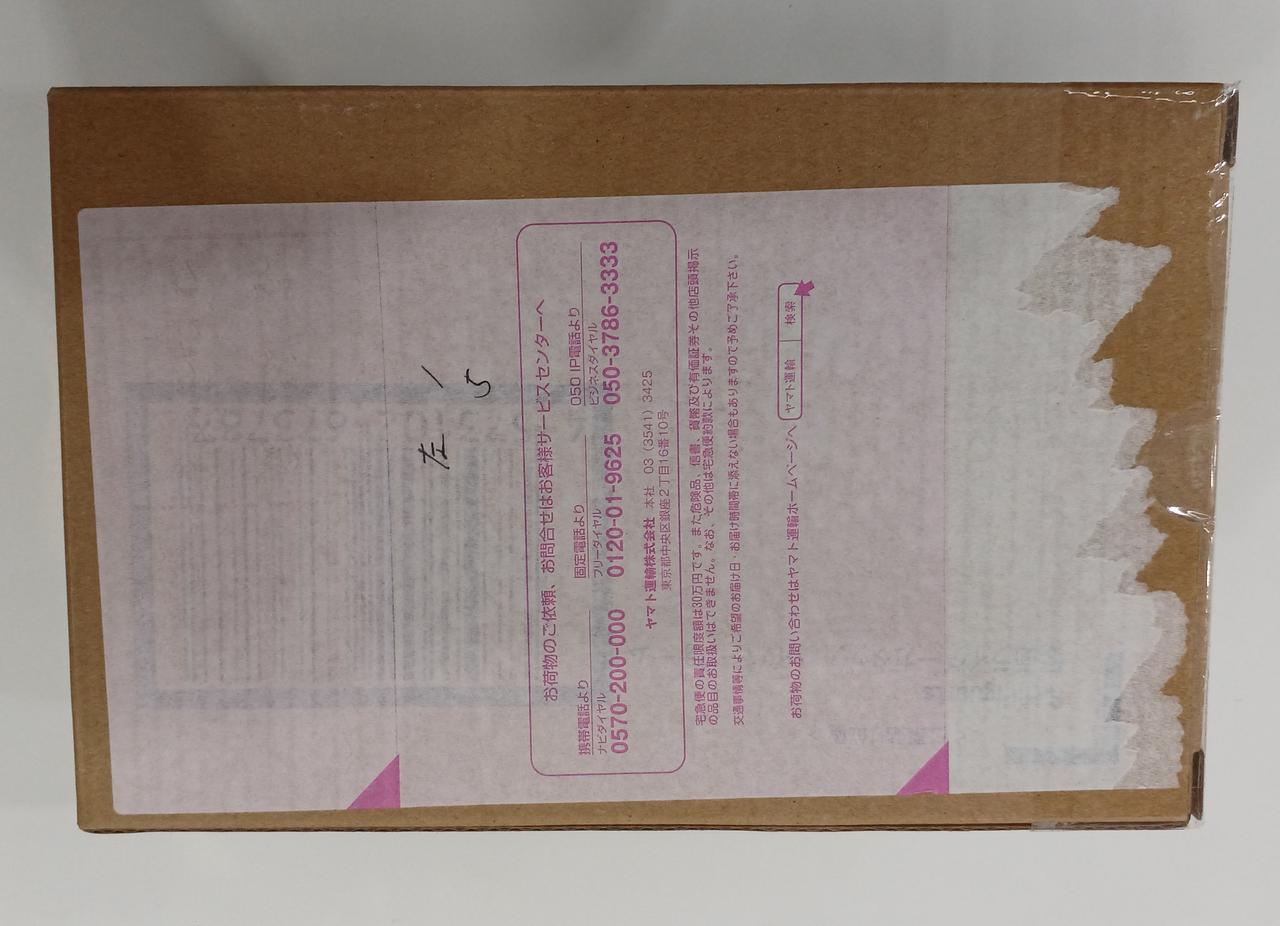 左 /
5
お荷物のご依頼、お問合せはお客様サービスセンターへ
携帯電話より 固定電話より 050 IP電話より
ナビダイヤル フリーダイヤル ビジネスダイヤル
0570-200-000 0120-01-9625 050-3786-3333
ヤマト運輸株式会社 本社 03(3541)3425
東京都中央区銀座2丁目16番10号
宅急便の責任限度額は30万円です。また危険品、信書、貨幣及び有価証券その他店頭掲示
の品目のお取扱いはできません。なお、その他は宅急便約款によります。
交通事情等によりご希望のお届け日・お届け時間帯に添えない場合もありますので予めご了承下さい。
お荷物のお問い合わせはヤマト運輸ホームページへ ヤマト運輸 検索